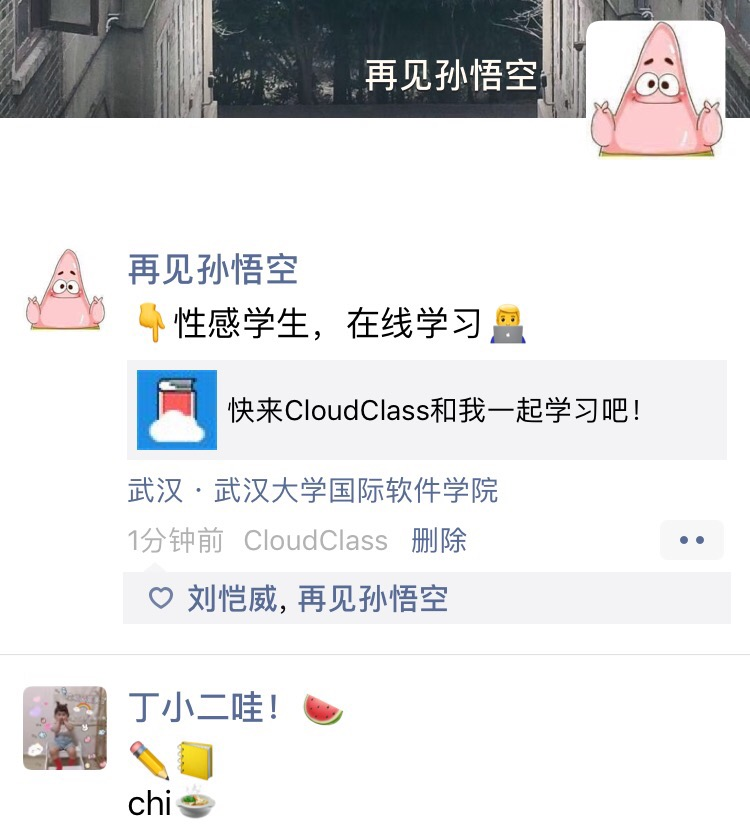 再见孙悟空
再见孙悟空
👇性感学生，在线学习👨‍💻
快来CloudClass和我一起学习吧！
武汉 · 武汉大学国际软件学院
1分钟前 CloudClass 删除
刘恺威, 再见孙悟空
丁小二哇！🍉
✏️📒
chi🍲